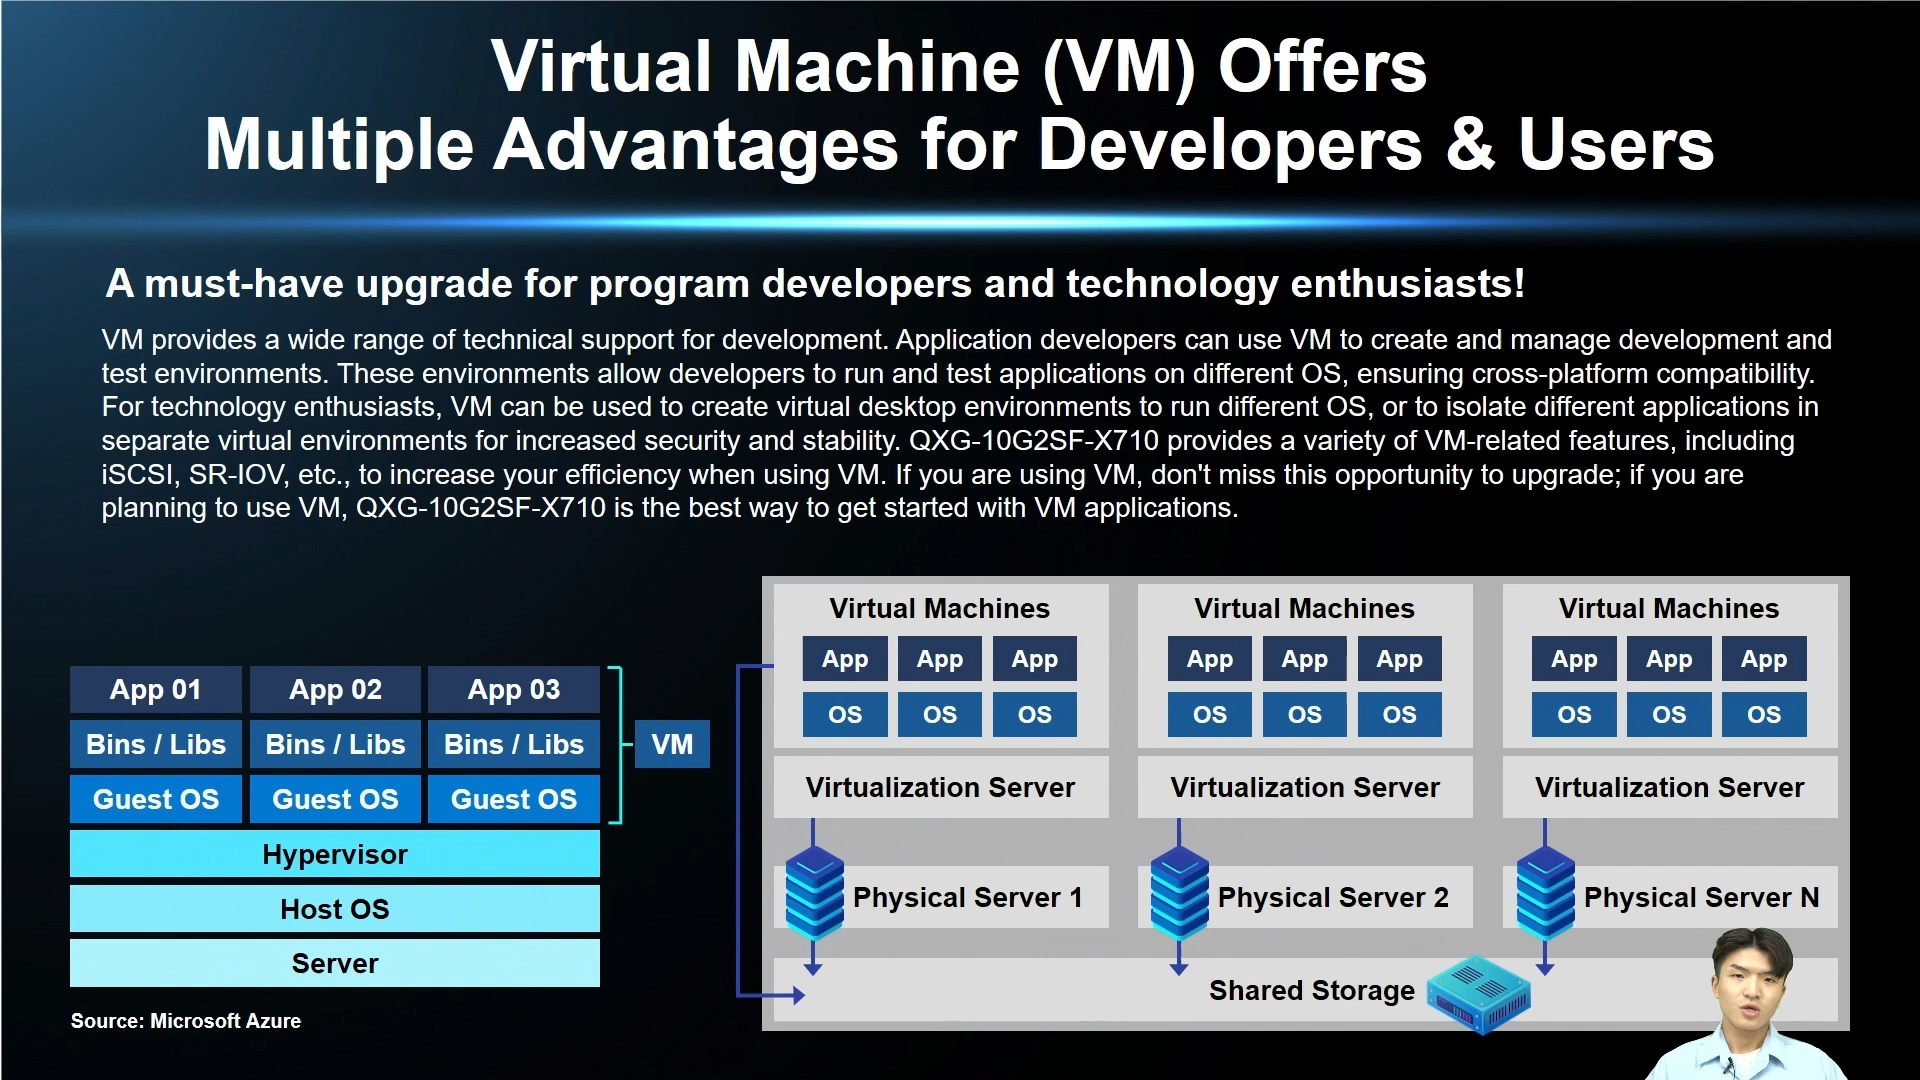 Virtual Machine (VM) Offers
Multiple Advantages for Developers & Users
A must-have upgrade for program developers and technology enthusiasts!
VM provides a wide range of technical support for development. Application developers can use VM to create and manage development and
test environments. These environments allow developers to run and test applications on different OS, ensuring cross-platform compatibility.
For technology enthusiasts, VM can be used to create virtual desktop environments to run different OS, or to isolate different applications in
separate virtual environments for increased security and stability. QXG-10G2SF-X710 provides a variety of VM-related features, including
iSCSI, SR-IOV, etc., to increase your efficiency when using VM. If you are using VM, don't miss this opportunity to upgrade; if you are
planning to use VM, QXG-10G2SF-X710 is the best way to get started with VM applications.
App 01 App 02 App 03
Bins / Libs Bins / Libs Bins / Libs
VM
Guest OS Guest OS Guest OS
Hypervisor
Host OS
Server
Source: Microsoft Azure
Virtual Machines Virtual Machines Virtual Machines
App App App App App App App App App
OS OS OS OS OS OS OS OS OS
Virtualization Server Virtualization Server Virtualization Server
Physical Server 1 Physical Server 2 Physical Server N
Shared Storage